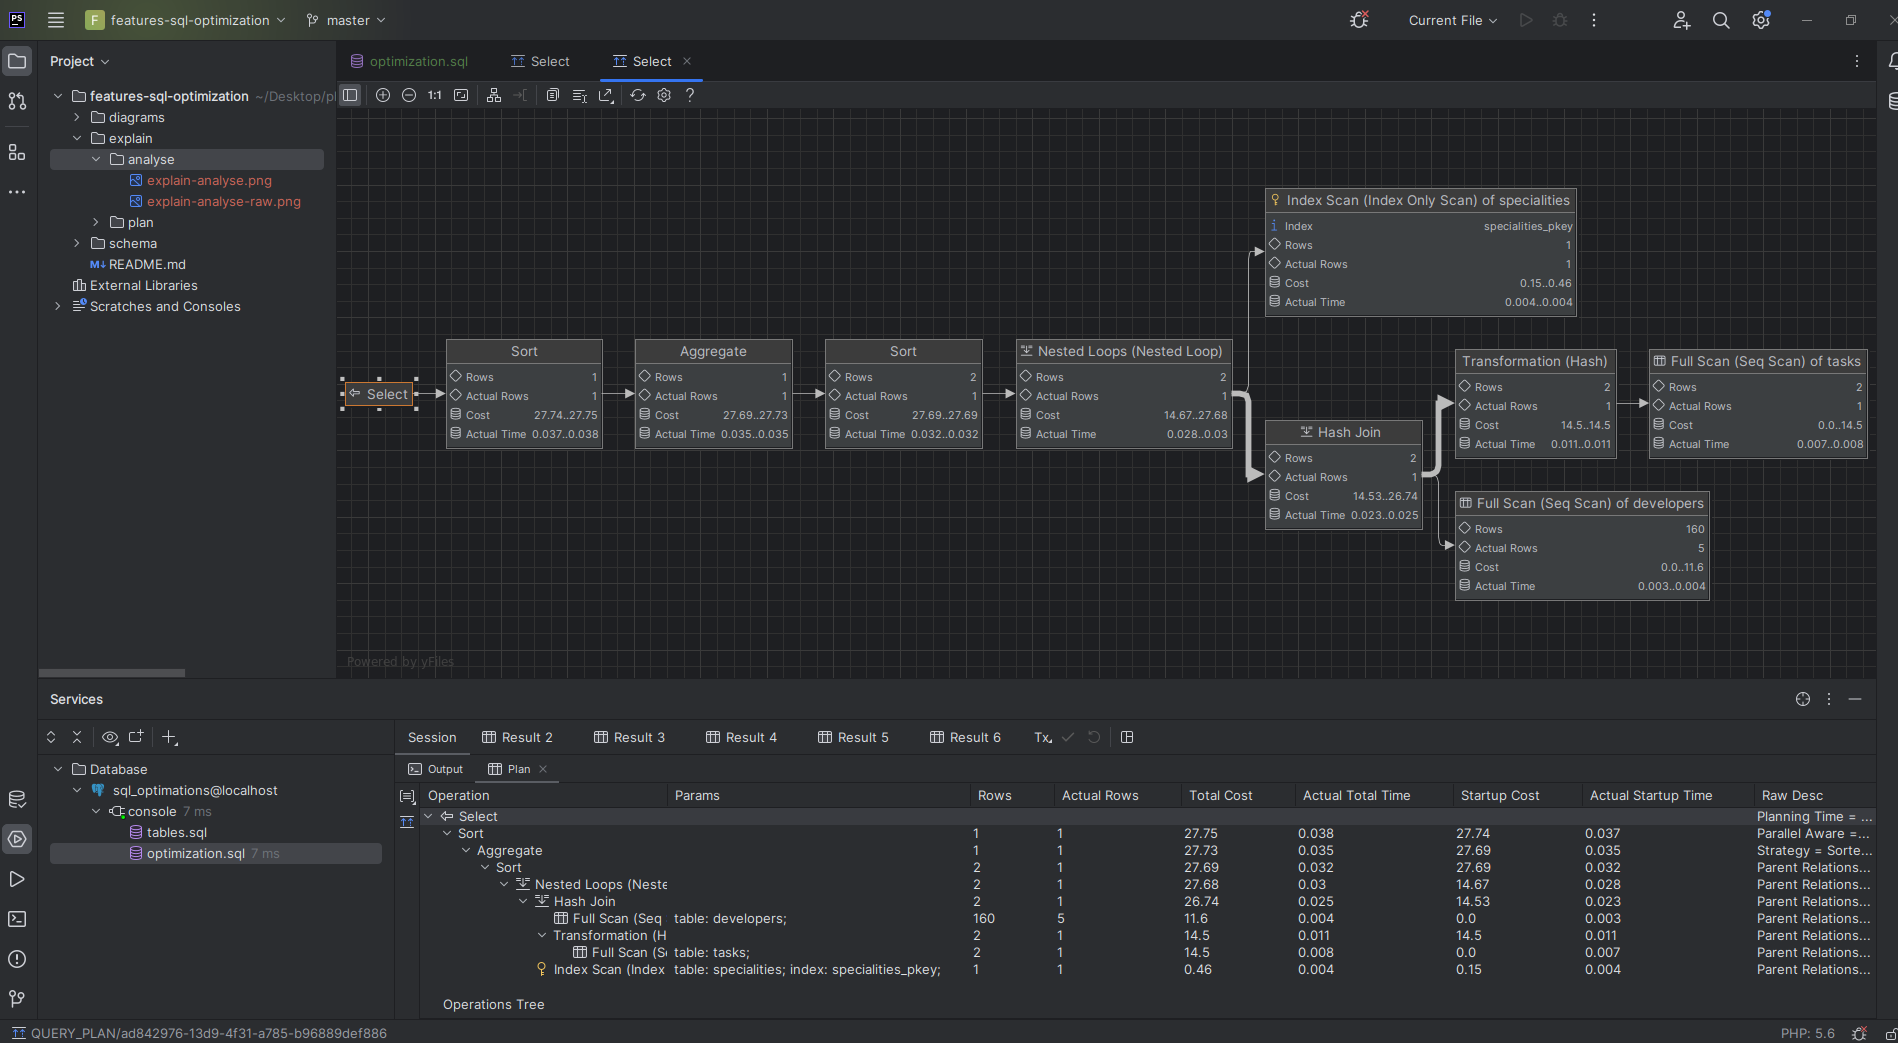 PS
F features-sql-optimization master Current File
Project
features-sql-optimization ~/Desktop/pl
diagrams
explain
analyse
explain-analyse.png
explain-analyse-raw.png
plan
schema
M↓ README.md
External Libraries
Scratches and Consoles
optimization.sql Select Select
1:1 ?
Select
Sort
Rows 1
Actual Rows 1
Cost 27.74..27.75
Actual Time 0.037..0.038
Aggregate
Rows 1
Actual Rows 1
Cost 27.69..27.73
Actual Time 0.035..0.035
Sort
Rows 2
Actual Rows 1
Cost 27.69..27.69
Actual Time 0.032..0.032
Nested Loops (Nested Loop)
Rows 2
Actual Rows 1
Cost 14.67..27.68
Actual Time 0.028..0.03
Index Scan (Index Only Scan) of specialities
i Index specialities_pkey
Rows 1
Actual Rows 1
Cost 0.15..0.46
Actual Time 0.004..0.004
Hash Join
Rows 2
Actual Rows 1
Cost 14.53..26.74
Actual Time 0.023..0.025
Transformation (Hash)
Rows 2
Actual Rows 1
Cost 14.5..14.5
Actual Time 0.011..0.011
Full Scan (Seq Scan) of tasks
Rows 2
Actual Rows 1
Cost 0.0..14.5
Actual Time 0.007..0.008
Full Scan (Seq Scan) of developers
Rows 160
Actual Rows 5
Cost 0.0..11.6
Actual Time 0.003..0.004
Powered by yFiles
Services
Database
sql_optimations@localhost
console 7 ms
tables.sql
optimization.sql 7 ms
Session Result 2 Result 3 Result 4 Result 5 Result 6 Tx
Output Plan
Operation Params Rows Actual Rows Total Cost Actual Total Time Startup Cost Actual Startup Time Raw Desc
Select Planning Time = ...
Sort 1 1 27.75 0.038 27.74 0.037 Parallel Aware =...
Aggregate 1 1 27.73 0.035 27.69 0.035 Strategy = Sorte...
Sort 2 1 27.69 0.032 27.69 0.032 Parent Relations...
Nested Loops (Neste 2 1 27.68 0.03 14.67 0.028 Parent Relations...
Hash Join 2 1 26.74 0.025 14.53 0.023 Parent Relations...
Full Scan (Seq table: developers; 160 5 11.6 0.004 0.0 0.003 Parent Relations...
Transformation (H 2 1 14.5 0.011 14.5 0.011 Parent Relations...
Full Scan (S table: tasks; 2 1 14.5 0.008 0.0 0.007 Parent Relations...
Index Scan (Index table: specialities; index: specialities_pkey; 1 1 0.46 0.004 0.15 0.004 Parent Relations...
Operations Tree
QUERY_PLAN/ad842976-13d9-4f31-a785-b96889def886 PHP: 5.6